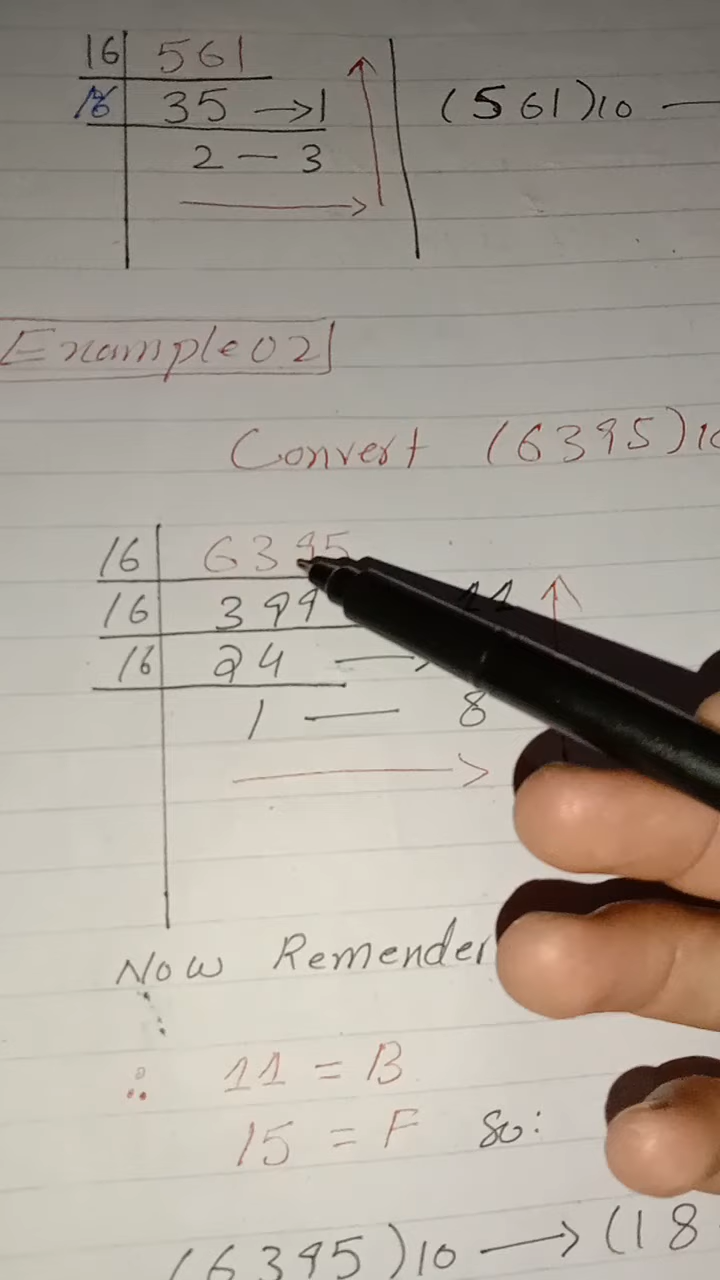 16 561
16 35 → 1 (561)10 —
2 — 3
Example 02
Convert (6395)10
16 6395
16 399 11
16 24 →
1 — 8
Now Remender
∴ 11 = B
15 = F So:
(6395)10 → (18